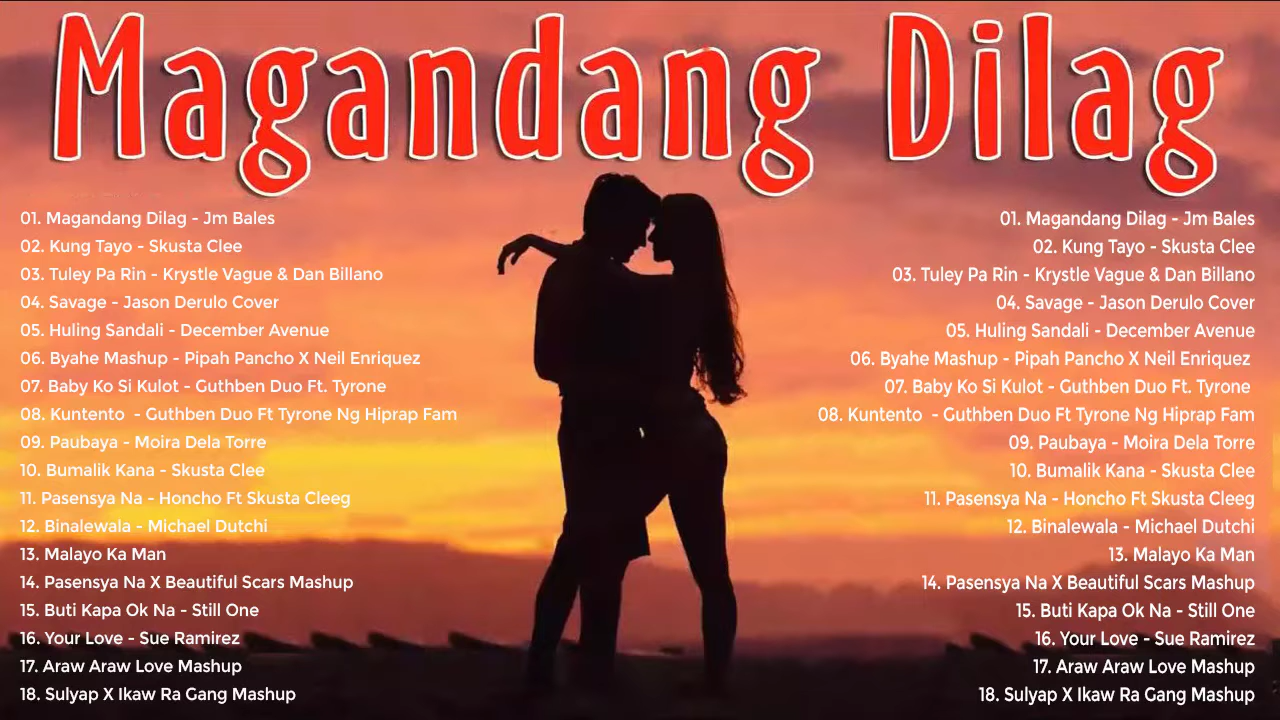 Magandang Dilag
01. Magandang Dilag - Jm Bales
02. Kung Tayo - Skusta Clee
03. Tuley Pa Rin - Krystle Vague & Dan Billano
04. Savage - Jason Derulo Cover
05. Huling Sandali - December Avenue
06. Byahe Mashup - Pipah Pancho X Neil Enriquez
07. Baby Ko Si Kulot - Guthben Duo Ft. Tyrone
08. Kuntento  - Guthben Duo Ft Tyrone Ng Hiprap Fam
09. Paubaya - Moira Dela Torre
10. Bumalik Kana - Skusta Clee
11. Pasensya Na - Honcho Ft Skusta Cleeg
12. Binalewala - Michael Dutchi
13. Malayo Ka Man
14. Pasensya Na X Beautiful Scars Mashup
15. Buti Kapa Ok Na - Still One
16. Your Love - Sue Ramirez
17. Araw Araw Love Mashup
18. Sulyap X Ikaw Ra Gang Mashup
01. Magandang Dilag - Jm Bales
02. Kung Tayo - Skusta Clee
03. Tuley Pa Rin - Krystle Vague & Dan Billano
04. Savage - Jason Derulo Cover
05. Huling Sandali - December Avenue
06. Byahe Mashup - Pipah Pancho X Neil Enriquez
07. Baby Ko Si Kulot - Guthben Duo Ft. Tyrone
08. Kuntento  - Guthben Duo Ft Tyrone Ng Hiprap Fam
09. Paubaya - Moira Dela Torre
10. Bumalik Kana - Skusta Clee
11. Pasensya Na - Honcho Ft Skusta Cleeg
12. Binalewala - Michael Dutchi
13. Malayo Ka Man
14. Pasensya Na X Beautiful Scars Mashup
15. Buti Kapa Ok Na - Still One
16. Your Love - Sue Ramirez
17. Araw Araw Love Mashup
18. Sulyap X Ikaw Ra Gang Mashup